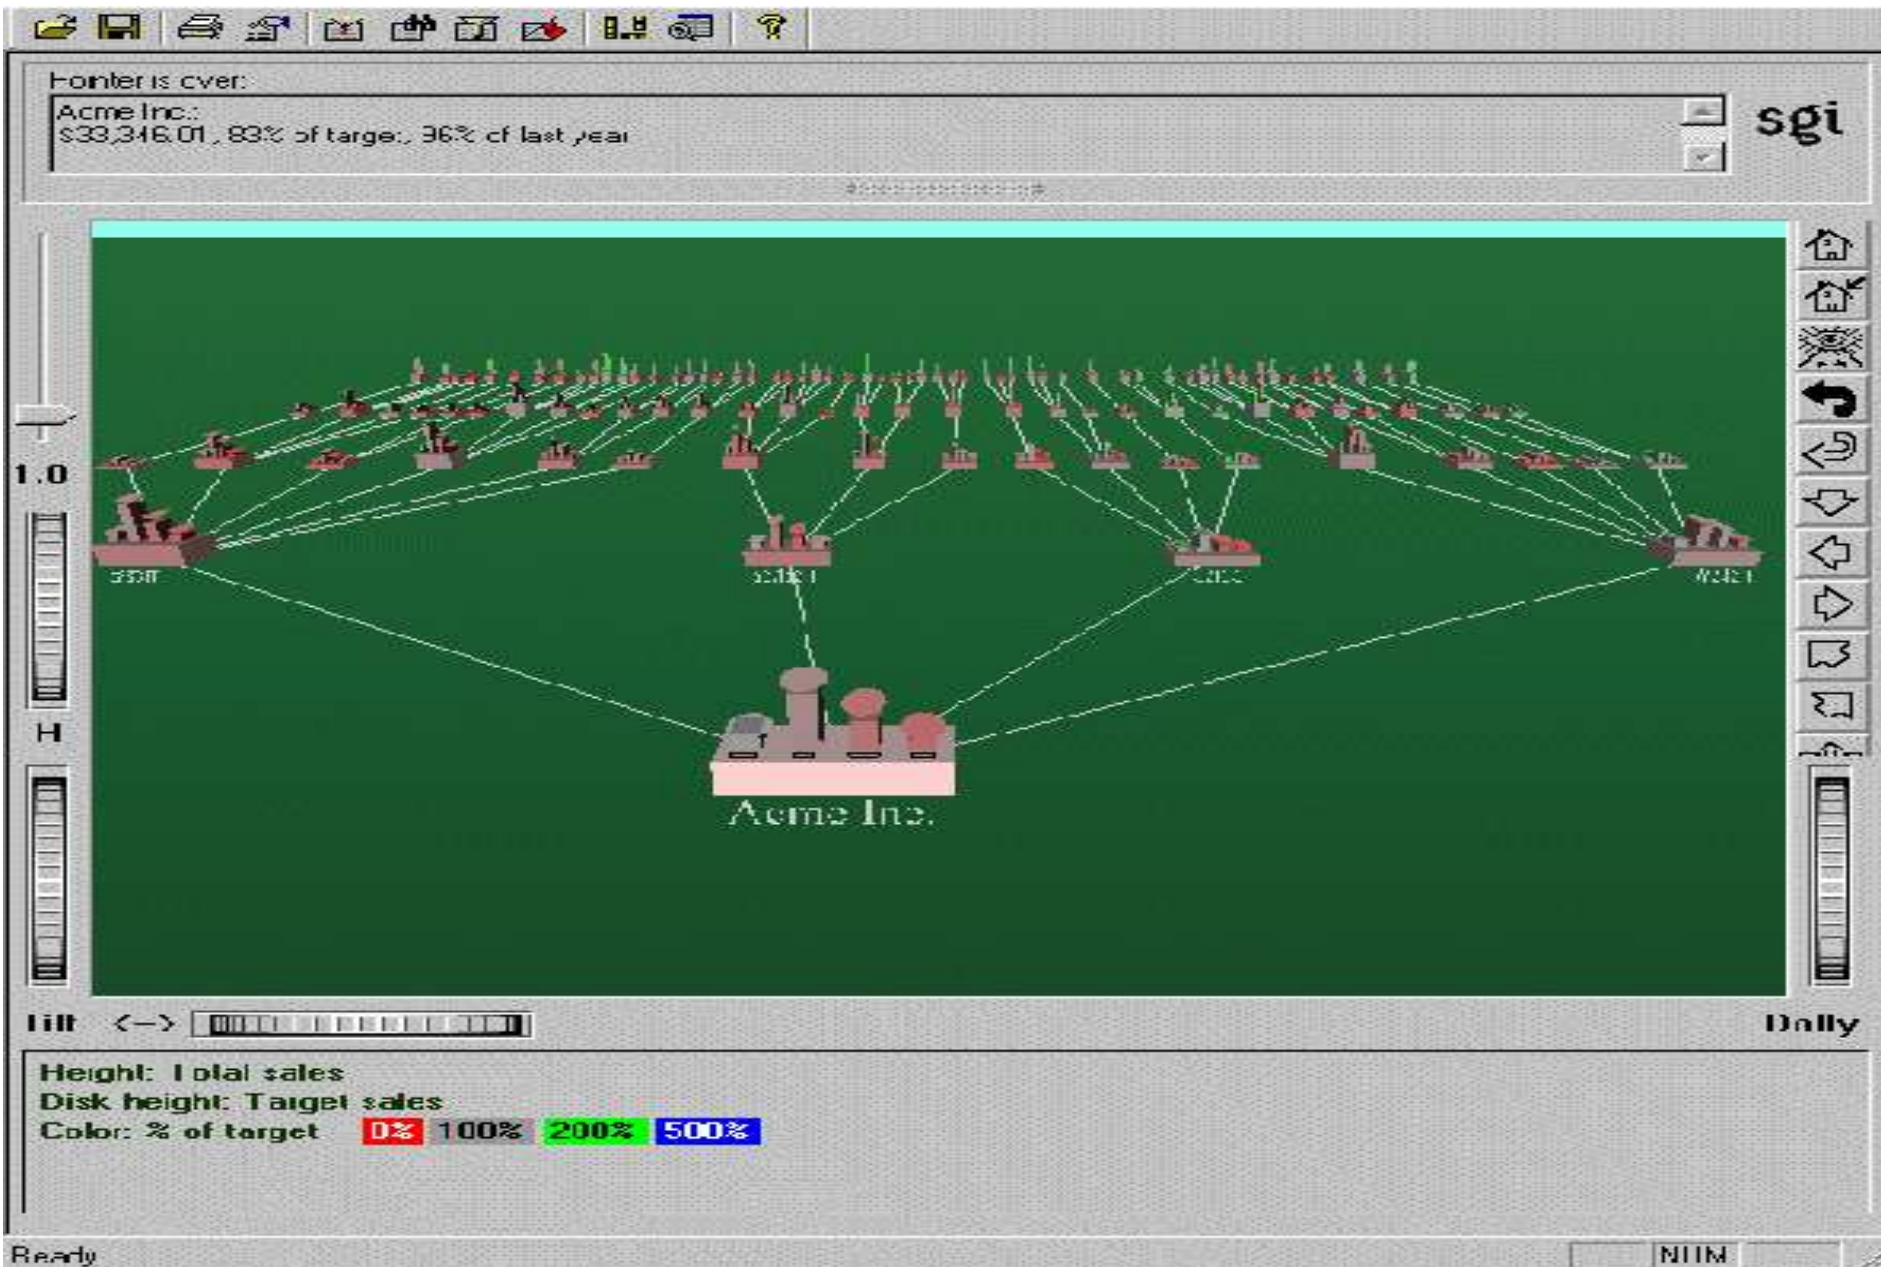 Pointer is over:
Acme Inc.:
$33,346.01, 83% of target, 96% of last year
sgi
1.0
H
Acme Inc.
Tilt <-> Dolly
Height: Total sales
Disk height: Target sales
Color: % of target 0% 100% 200% 500%
Ready NUM